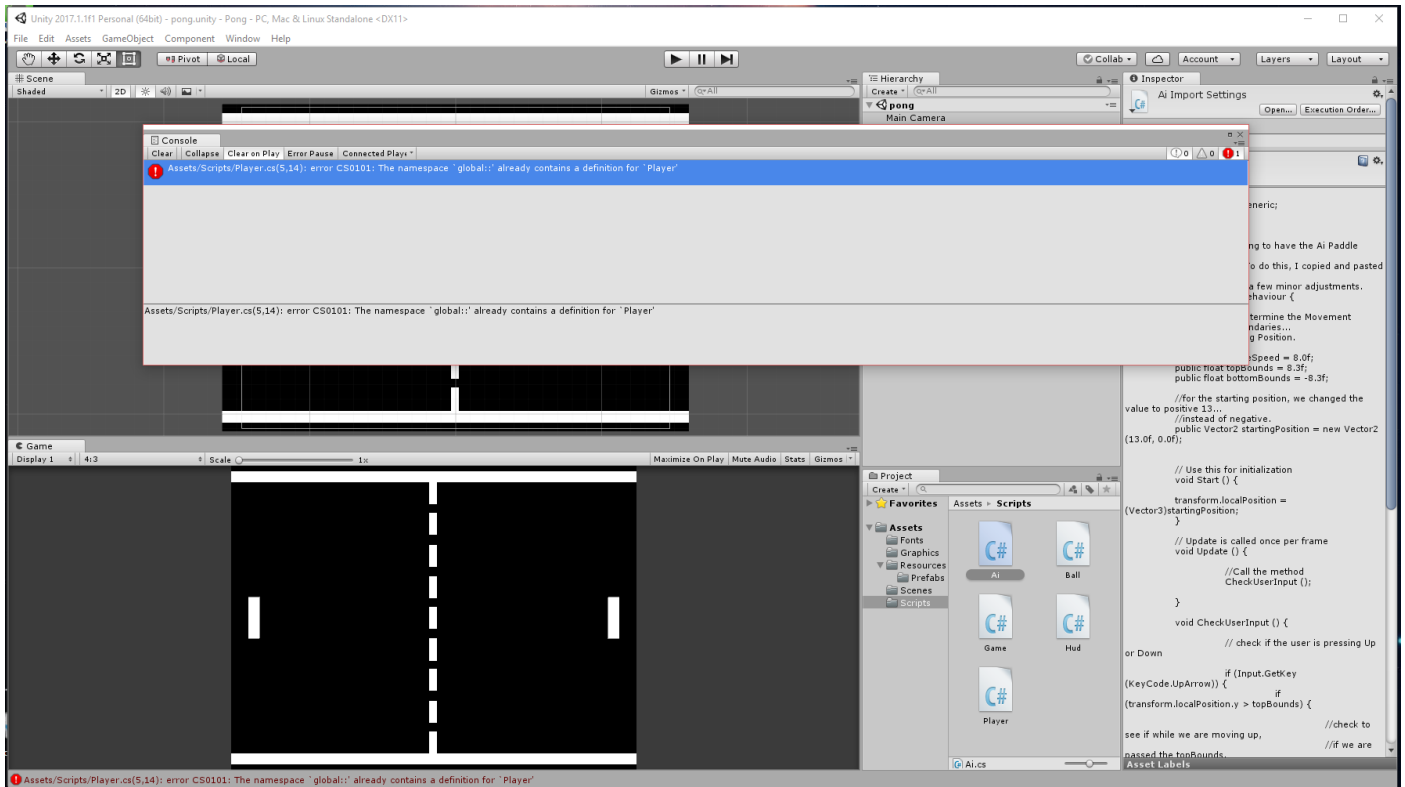 Unity 2017.1.1f1 Personal (64bit) - pong.unity - Pong - PC, Mac & Linux Standalone <DX11>
File Edit Assets GameObject Component Window Help
Pivot Local
Collab Account Layers Layout
Scene
Shaded 2D Gizmos All
Hierarchy
Create All
pong
Main Camera
Inspector
Ai Import Settings
Open... Execution Order...
Console
Clear Collapse Clear on Play Error Pause Connected Playe 0 0 1
Assets/Scripts/Player.cs(5,14): error CS0101: The namespace `global::' already contains a definition for `Player'
Assets/Scripts/Player.cs(5,14): error CS0101: The namespace `global::' already contains a definition for `Player'
eneric;
ng to have the Ai Paddle
o do this, I copied and pasted
a few minor adjustments.
ehaviour {
termine the Movement
ndaries...
g Position.
eSpeed = 8.0f;
public float topBounds = 8.3f;
public float bottomBounds = -8.3f;
//for the starting position, we changed the
value to positive 13...
//instead of negative.
public Vector2 startingPosition = new Vector2
(13.0f, 0.0f);
// Use this for initialization
void Start () {
transform.localPosition =
(Vector3)startingPosition;
}
// Update is called once per frame
void Update () {
//Call the method
CheckUserInput ();
}
void CheckUserInput () {
// check if the user is pressing Up
or Down
if (Input.GetKey
(KeyCode.UpArrow)) {
if
(transform.localPosition.y > topBounds) {
//check to
see if while we are moving up,
//if we are
passed the topBounds.
Asset Labels
Game
Display 1 4:3 Scale 1x Maximize On Play Mute Audio Stats Gizmos
Project
Create
Favorites
Assets
Fonts
Graphics
Resources
Prefabs
Scenes
Scripts
Assets Scripts
Ai Ball
Game Hud
Player
Ai.cs
Assets/Scripts/Player.cs(5,14): error CS0101: The namespace `global::' already contains a definition for `Player'